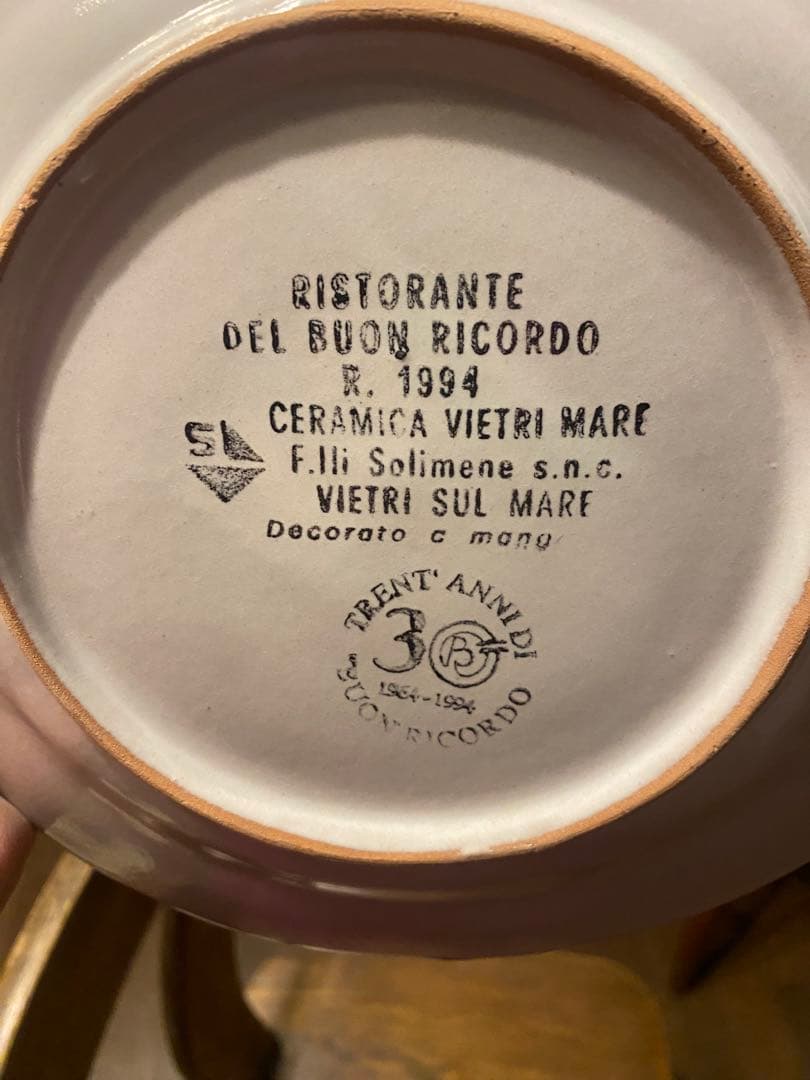 RISTORANTE
DEL BUON RICORDO
R. 1994
CERAMICA VIETRI MARE
SL
F.lli Solimene s.n.c.
VIETRI SUL MARE
Decorato a mano
TRENT' ANNI DI
30 B
1964-1994
BUON RICORDO